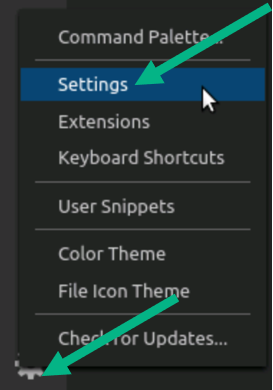 Command Palette...
Settings
Extensions
Keyboard Shortcuts
User Snippets
Color Theme
File Icon Theme
Check for Updates...